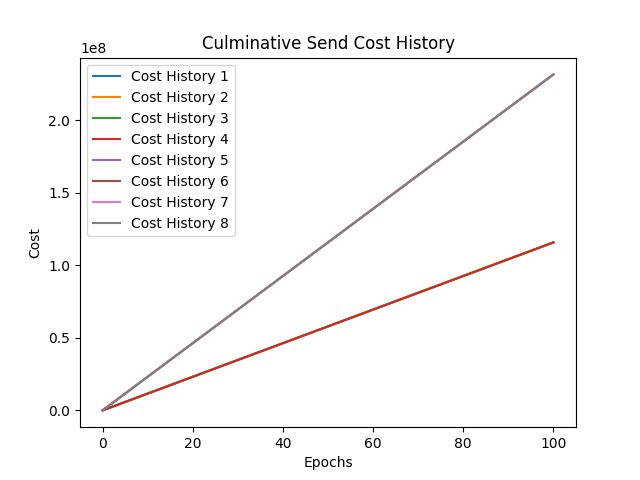 Culminative Send Cost History
1e8
Cost History 1
Cost History 2
Cost History 3
Cost History 4
Cost History 5
Cost History 6
Cost History 7
Cost History 8
2.0
1.5
1.0
0.5
0.0
Cost
0 20 40 60 80 100
Epochs